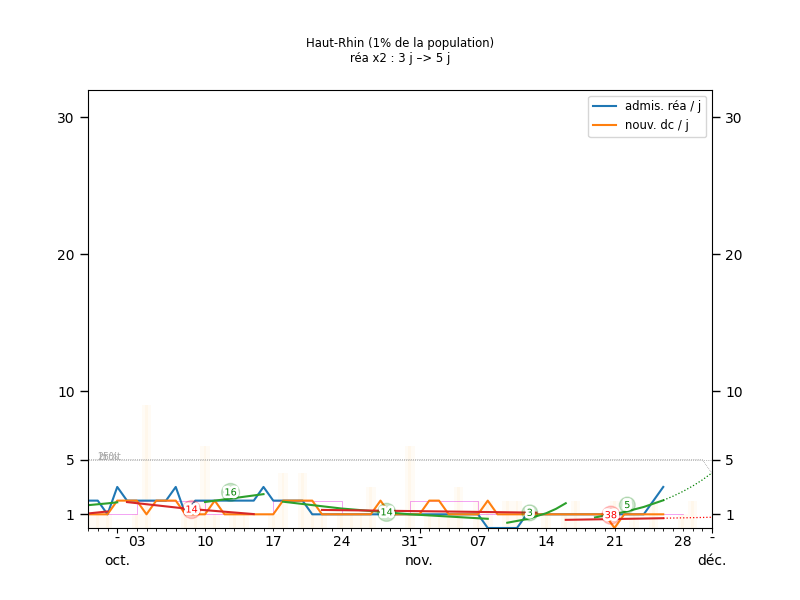 Haut-Rhin (1% de la population)
réa x2 : 3 j –> 5 j
admis. réa / j
nouv. dc / j
30 30
20 20
10 10
5 5
1 1
16
14
14
3
38
5
- 03 10 17 24 31- 07 14 21 28 -
oct. nov. déc.